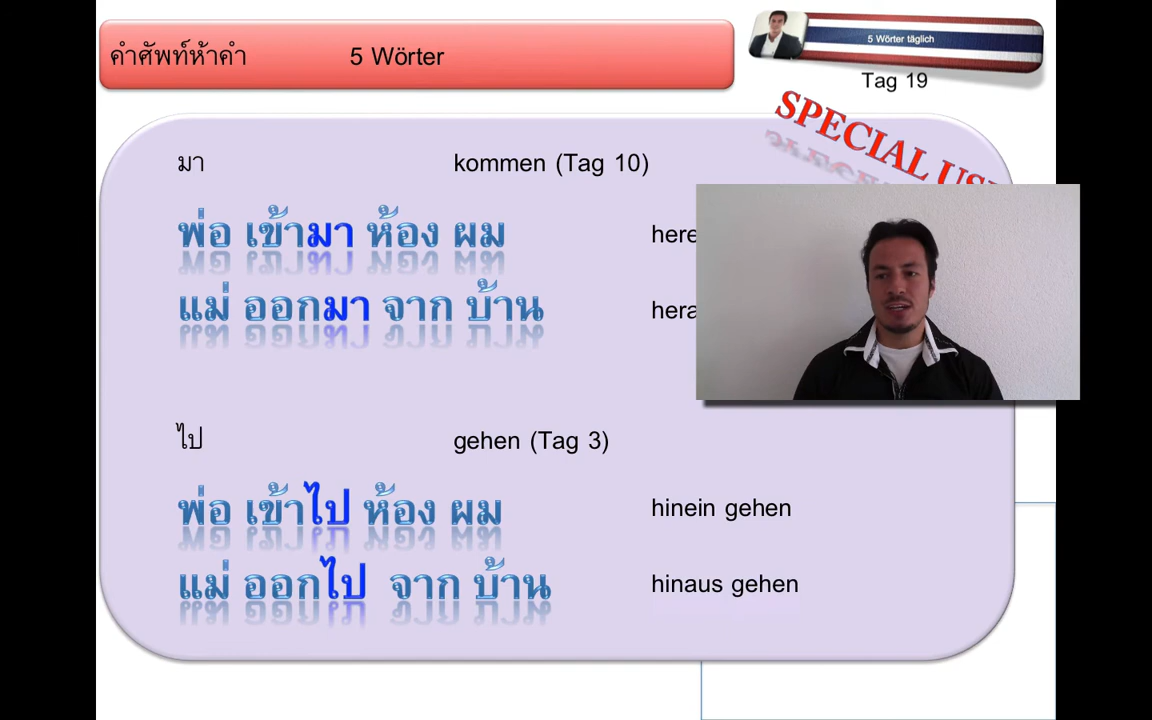 คำศัพท์ห้าคำ 5 Wörter
5 Wörter täglich
Tag 19
SPECIAL
มา kommen (Tag 10)
พ่อ เข้ามา ห้อง ผม
แม่ ออกมา จาก บ้าน
ไป gehen (Tag 3)
พ่อ เข้าไป ห้อง ผม hinein gehen
แม่ ออกไป จาก บ้าน hinaus gehen